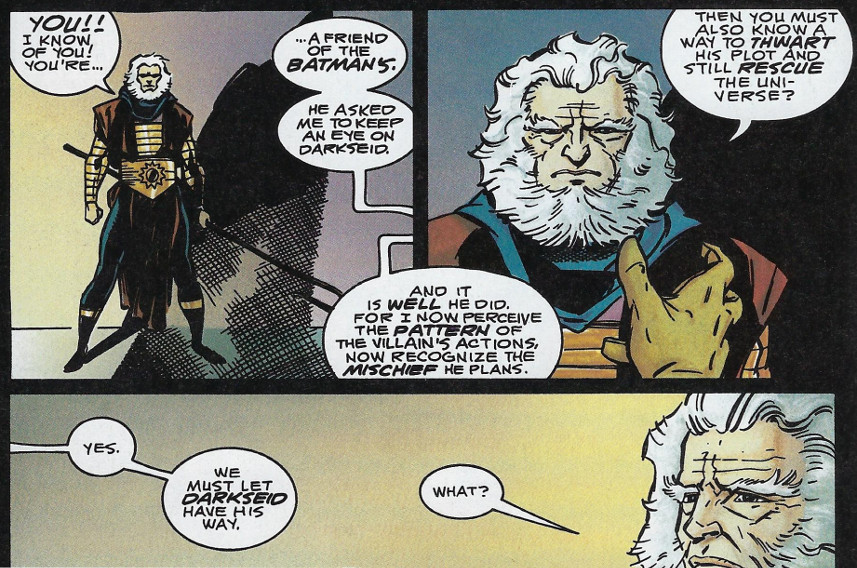 YOU!!
I KNOW
OF YOU!
YOU'RE...
...A FRIEND
OF THE
BATMAN'S.
HE ASKED
ME TO KEEP
AN EYE ON
DARKSEID.
AND IT
IS WELL HE DID.
FOR I NOW PERCEIVE
THE PATTERN OF
THE VILLAIN'S ACTIONS,
NOW RECOGNIZE THE
MISCHIEF HE PLANS.
THEN YOU MUST
ALSO KNOW A
WAY TO THWART
HIS PLOT AND
STILL RESCUE
THE UNI-
VERSE?
YES.
WE
MUST LET
DARKSEID
HAVE HIS
WAY.
WHAT?